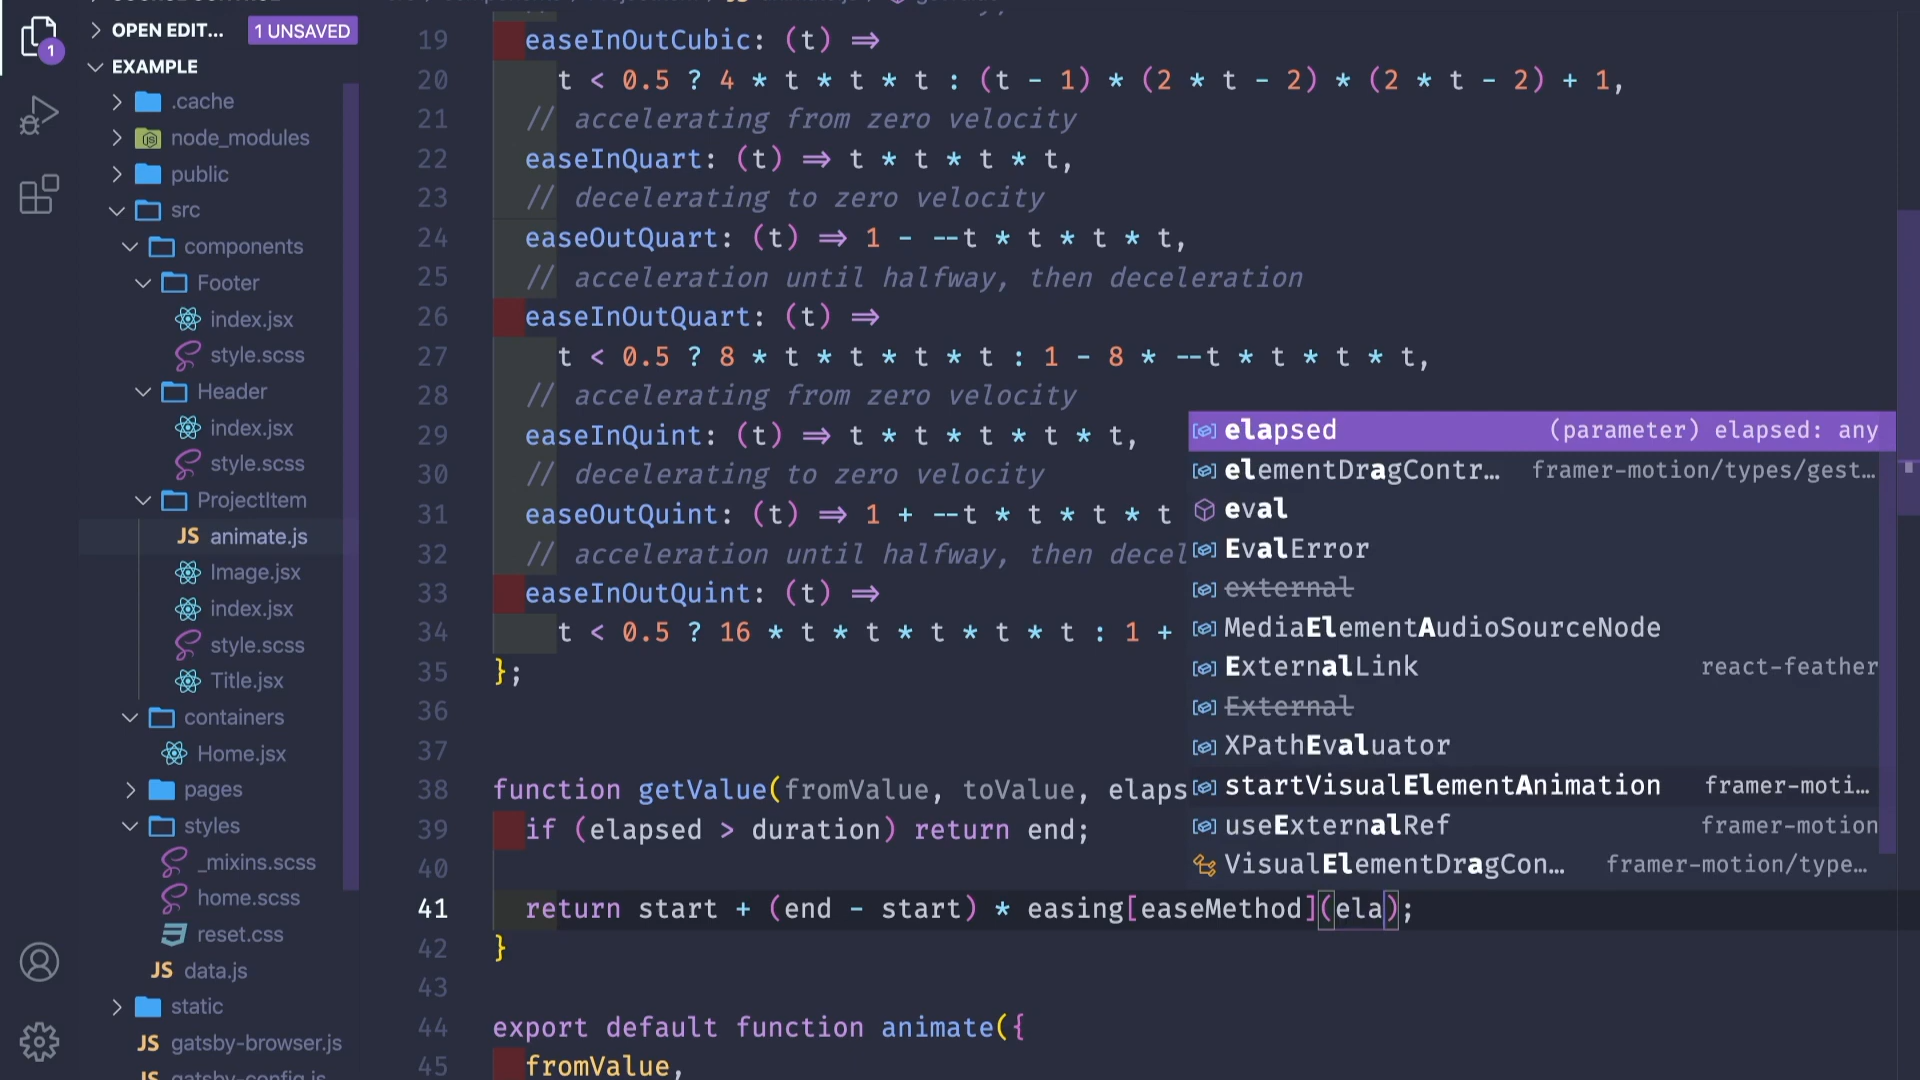 OPEN EDIT...
1 UNSAVED
1
EXAMPLE
.cache
node_modules
public
src
components
Footer
index.jsx
style.scss
Header
index.jsx
style.scss
ProjectItem
JS animate.js
Image.jsx
index.jsx
style.scss
Title.jsx
containers
Home.jsx
pages
styles
_mixins.scss
home.scss
reset.css
JS data.js
static
JS gatsby-browser.js
JS gatsby-config.js
19 easeInOutCubic: (t) =>
20 t < 0.5 ? 4 * t * t * t : (t - 1) * (2 * t - 2) * (2 * t - 2) + 1,
21 // accelerating from zero velocity
22 easeInQuart: (t) => t * t * t * t,
23 // decelerating to zero velocity
24 easeOutQuart: (t) => 1 - --t * t * t * t,
25 // acceleration until halfway, then deceleration
26 easeInOutQuart: (t) =>
27 t < 0.5 ? 8 * t * t * t * t : 1 - 8 * --t * t * t * t,
28 // accelerating from zero velocity
29 easeInQuint: (t) => t * t * t * t * t,
30 // decelerating to zero velocity
31 easeOutQuint: (t) => 1 + --t * t * t * t
32 // acceleration until halfway, then decel
33 easeInOutQuint: (t) =>
34 t < 0.5 ? 16 * t * t * t * t * t : 1 +
35 };
36
37
38 function getValue(fromValue, toValue, elaps
39 if (elapsed > duration) return end;
40
41 return start + (end - start) * easing[easeMethod](ela);
42 }
43
44 export default function animate({
45 fromValue,
elapsed (parameter) elapsed: any
elementDragContr... framer-motion/types/gest...
eval
EvalError
external
MediaElementAudioSourceNode
ExternalLink react-feather
External
XPathEvaluator
startVisualElementAnimation framer-moti...
useExternalRef framer-motion
VisualElementDragCon... framer-motion/type...